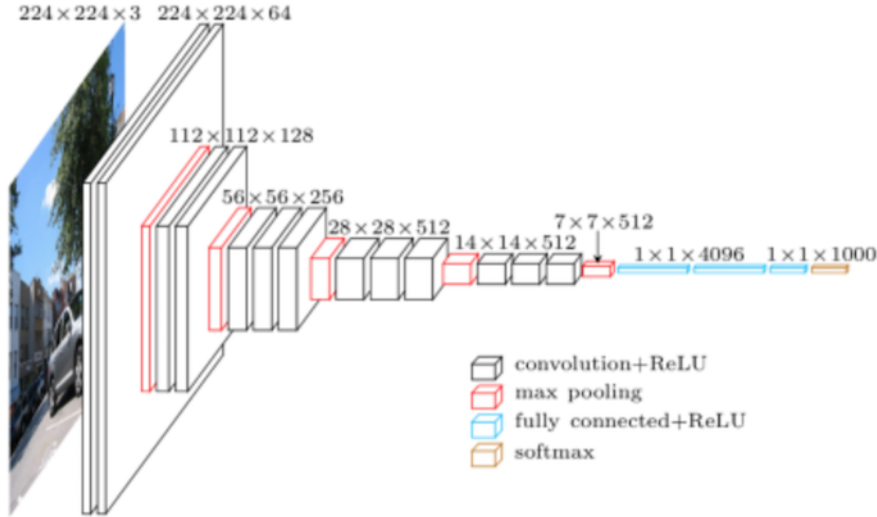 224×224×3
224×224×64
112×112×128
56×56×256
28×28×512
14×14×512
7×7×512
1×1×4096
1×1×1000
convolution+ReLU
max pooling
fully connected+ReLU
softmax